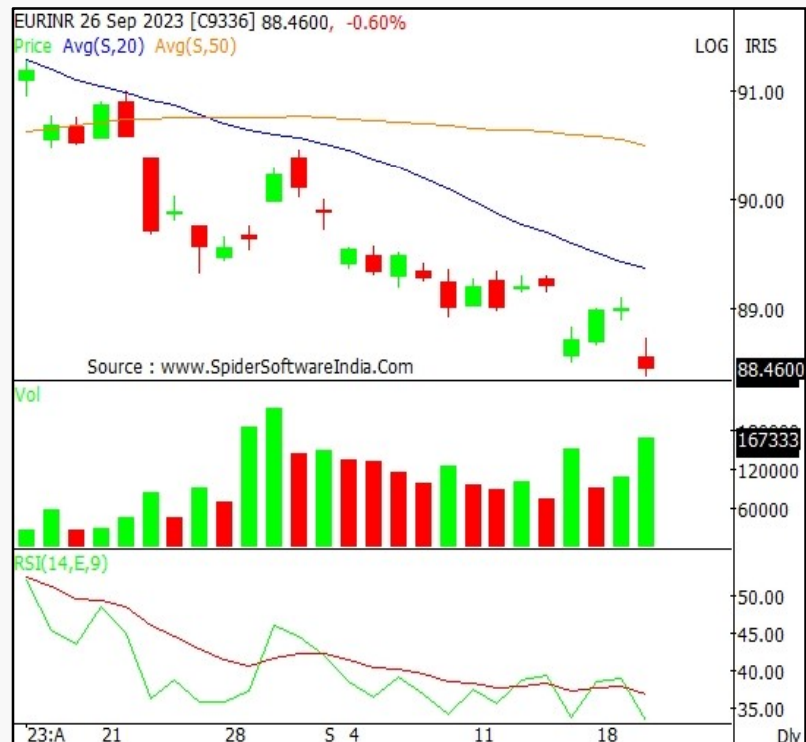 EURINR 26 Sep 2023 [C9336] 88.4600, -0.60%
Price Avg(S,20) Avg(S,50)
LOG IRIS
91.00
90.00
89.00
88.4600
Source : www.SpiderSoftwareIndia.Com
Vol
167333
120000
60000
RSI(14,E,9)
50.00
45.00
40.00
35.00
'23:A 21 28 S 4 11 18 Dly